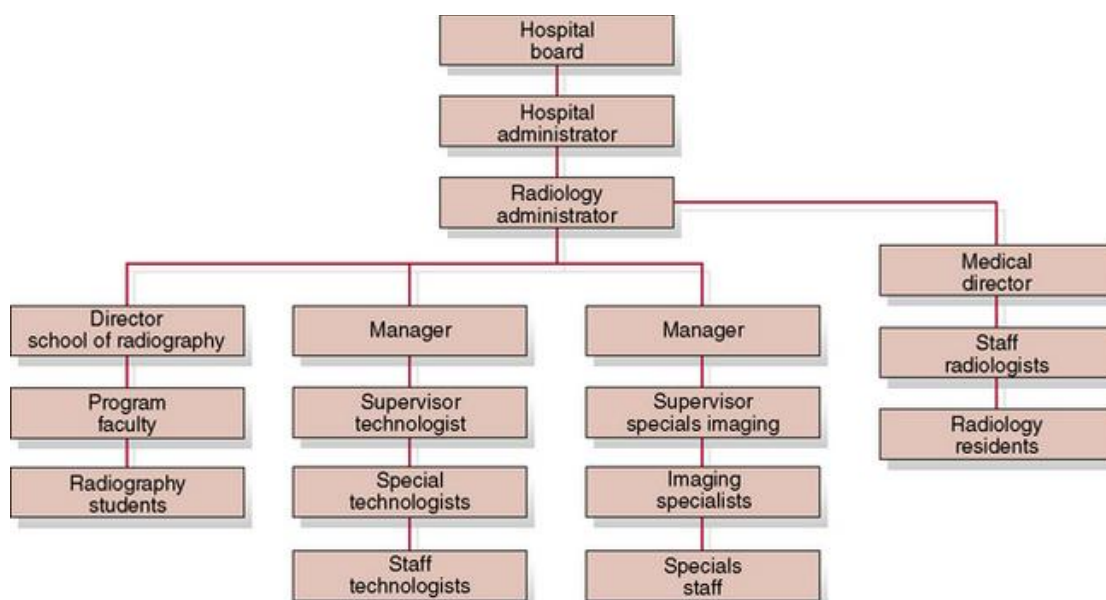 Hospital
board
Hospital
administrator
Radiology
administrator
Medical
director
Director
school of radiography
Manager
Manager
Staff
radiologists
Program
faculty
Supervisor
technologist
Supervisor
specials imaging
Radiology
residents
Radiography
students
Special
technologists
Imaging
specialists
Staff
technologists
Specials
staff